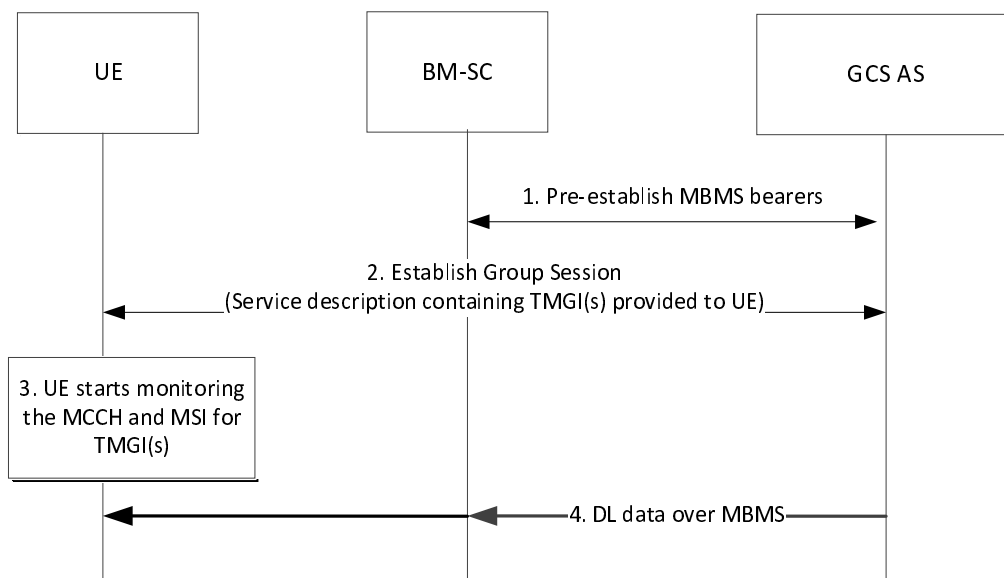 UE
BM-SC
GCS AS
1. Pre-establish MBMS bearers
2. Establish Group Session
(Service description containing TMGI(s) provided to UE)
3. UE starts monitoring
the MCCH and MSI for
TMGI(s)
4. DL data over MBMS